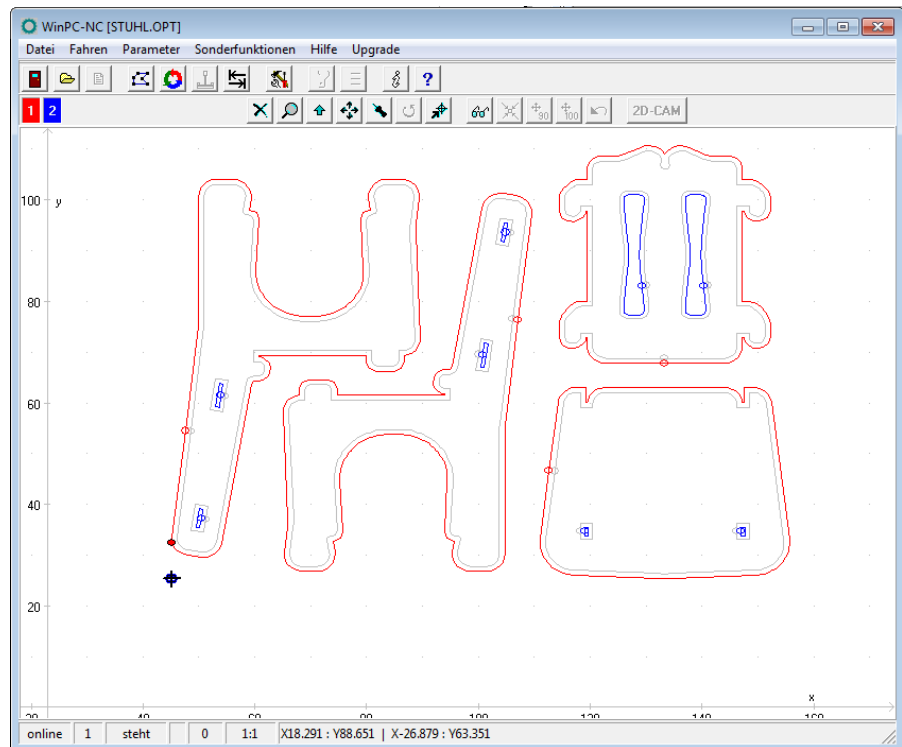 WinPC-NC [STUHL.OPT]
Datei Fahren Parameter Sonderfunktionen Hilfe Upgrade
?
1 2 90 100 2D-CAM
100 y
80
60
40
20
x
20 40 60 80 100 120 140 160
online 1 steht 0 1:1 X18.291 : Y88.651 | X-26.879 : Y63.351